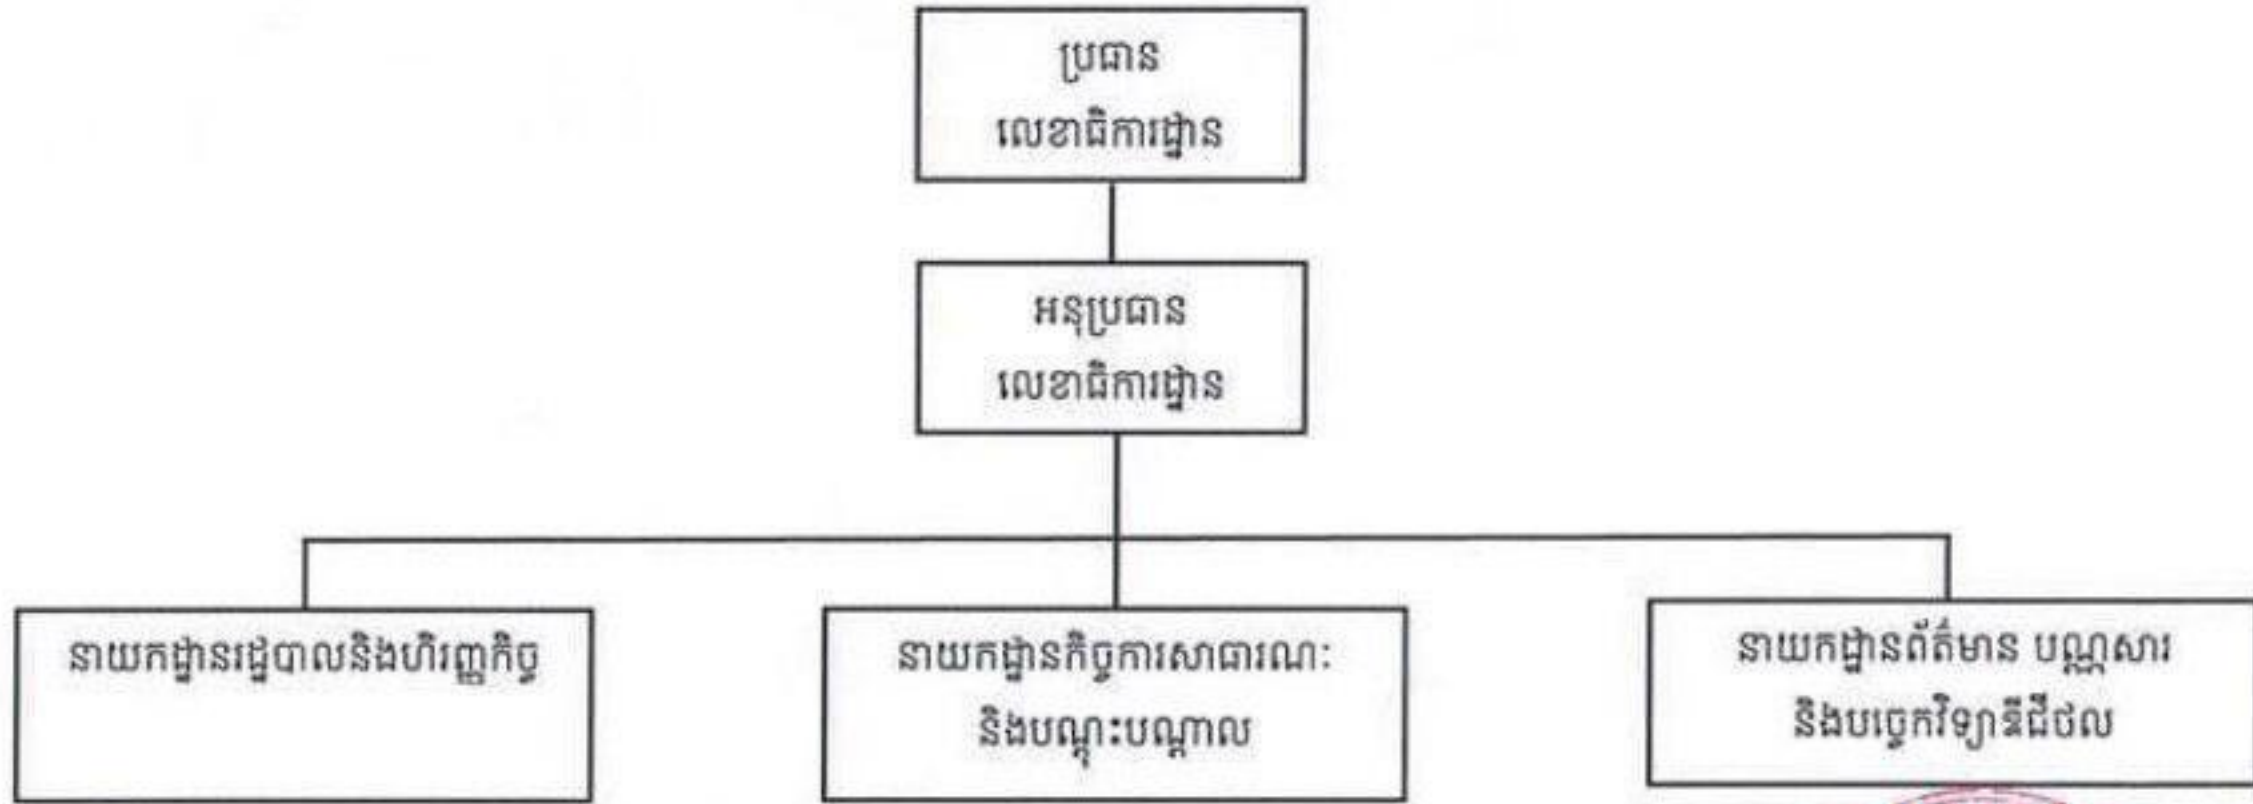 ប្រធាន
លេខាធិការដ្ឋាន
អនុប្រធាន
លេខាធិការដ្ឋាន
នាយកដ្ឋានរដ្ឋបាលនិងហិរញ្ញកិច្ច
នាយកដ្ឋានកិច្ចការសាធារណៈ
និងបណ្តុះបណ្តាល
នាយកដ្ឋានព័ត៌មាន បណ្ណសារ
និងបច្ចេកវិទ្យាឌីជីថល